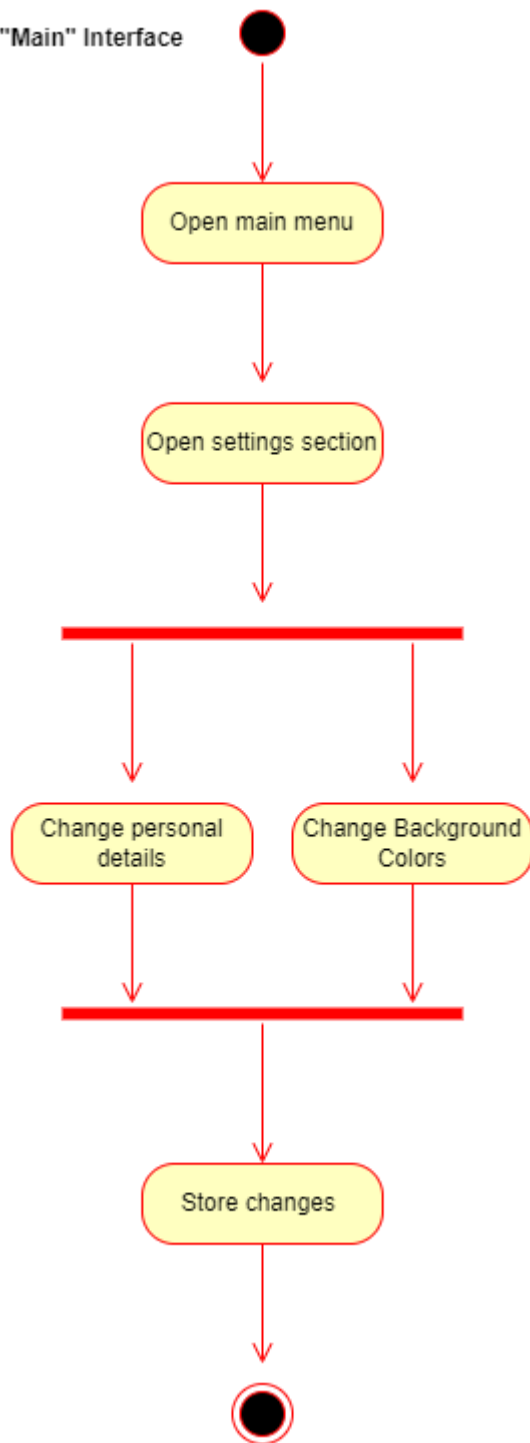 "Main" Interface
Open main menu
Open settings section
Change personal
details
Change Background
Colors
Store changes